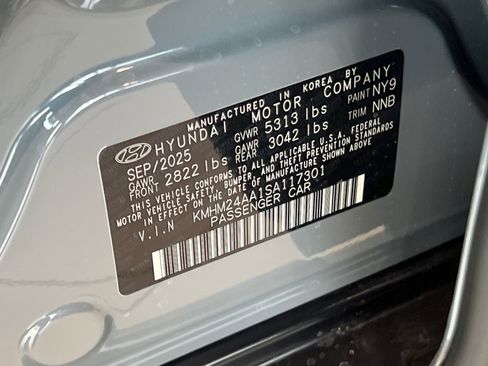 MANUFACTURED IN KOREA BY
HYUNDAI MOTOR COMPANY
SEP/2025 GVWR 5313 lbs PAINT NY9
GAWR FRONT 2822 lbs GAWR REAR 3042 lbs TRIM NNB
THIS VEHICLE CONFORMS TO ALL APPLICABLE U.S.A. FEDERAL
MOTOR VEHICLE SAFETY, BUMPER, AND THEFT PREVENTION STANDARDS
IN EFFECT ON THE DATE OF MANUFACTURE SHOWN ABOVE.
V.I.N KMHM24AA1SA117301
PASSENGER CAR